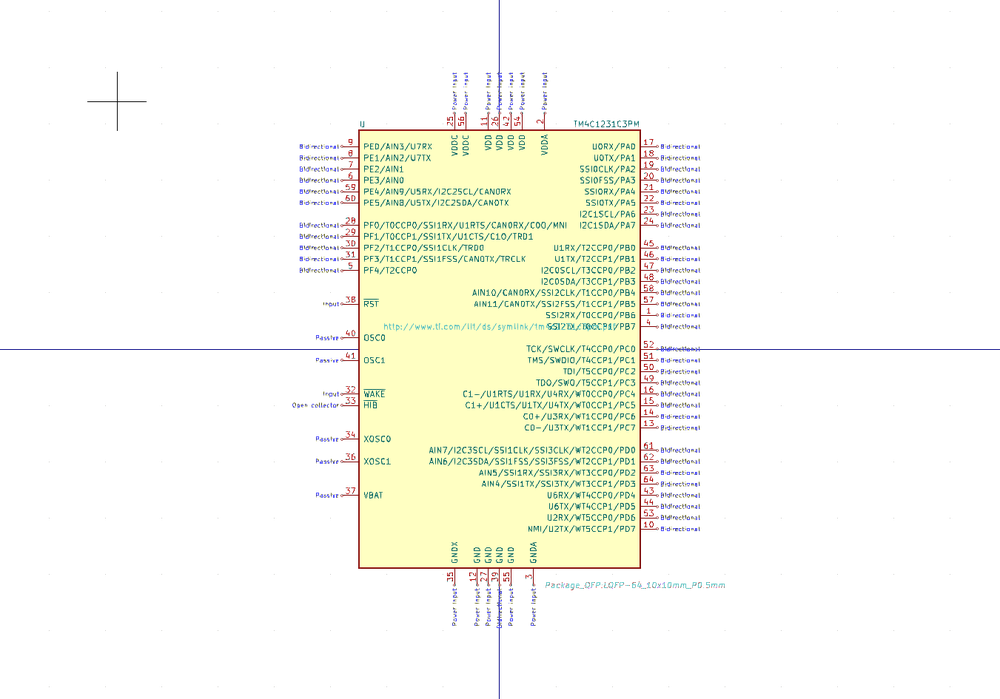 Power Input Power Input Power Input Power Input Power Input Power Input Power Input
25 56 11 26 42 54 2
U TM4C1231C3PM
VDDC VDDC VDD VDD VDD VDD VDDA
Bidirectional 9 PE0/AIN3/U7RX U0RX/PA0 17 Bidirectional
Bidirectional 8 PE1/AIN2/U7TX U0TX/PA1 18 Bidirectional
Bidirectional 7 PE2/AIN1 SSI0CLK/PA2 19 Bidirectional
Bidirectional 6 PE3/AIN0 SSI0FSS/PA3 20 Bidirectional
Bidirectional 59 PE4/AIN9/U5RX/I2C2SCL/CAN0RX SSI0RX/PA4 21 Bidirectional
Bidirectional 60 PE5/AIN8/U5TX/I2C2SDA/CAN0TX SSI0TX/PA5 22 Bidirectional
I2C1SCL/PA6 23 Bidirectional
Bidirectional 28 PF0/T0CCP0/SSI1RX/U1RTS/CAN0RX/C0O/MNI I2C1SDA/PA7 24 Bidirectional
Bidirectional 29 PF1/T0CCP1/SSI1TX/U1CTS/C1O/TRD1
Bidirectional 30 PF2/T1CCP0/SSI1CLK/TRD0 U1RX/T2CCP0/PB0 45 Bidirectional
Bidirectional 31 PF3/T1CCP1/SSI1FSS/CAN0TX/TRCLK U1TX/T2CCP1/PB1 46 Bidirectional
Bidirectional 5 PF4/T2CCP0 I2C0SCL/T3CCP0/PB2 47 Bidirectional
I2C0SDA/T3CCP1/PB3 48 Bidirectional
AIN10/CAN0RX/SSI2CLK/T1CCP0/PB4 58 Bidirectional
Input 38 RST AIN11/CAN0TX/SSI2FSS/T1CCP1/PB5 57 Bidirectional
SSI2RX/T0CCP0/PB6 1 Bidirectional
http://www.ti.com/lit/ds/symlink/ SSI2TX/T0CCP1/PB7 4 Bidirectional
Passive 40 OSC0
TCK/SWCLK/T4CCP0/PC0 52 Bidirectional
Passive 41 OSC1 TMS/SWDIO/T4CCP1/PC1 51 Bidirectional
TDI/T5CCP0/PC2 50 Bidirectional
TDO/SWO/T5CCP1/PC3 49 Bidirectional
Input 32 WAKE C1-/U1RTS/U1RX/U4RX/WT0CCP0/PC4 16 Bidirectional
Open collector 33 HIB C1+/U1CTS/U1TX/U4TX/WT0CCP1/PC5 15 Bidirectional
C0+/U3RX/WT1CCP0/PC6 14 Bidirectional
C0-/U3TX/WT1CCP1/PC7 13 Bidirectional
Passive 34 XOSC0
AIN7/I2C3SCL/SSI1CLK/SSI3CLK/WT2CCP0/PD0 61 Bidirectional
Passive 36 XOSC1 AIN6/I2C3SDA/SSI1FSS/SSI3FSS/WT2CCP1/PD1 62 Bidirectional
AIN5/SSI1RX/SSI3RX/WT3CCP0/PD2 63 Bidirectional
AIN4/SSI1TX/SSI3TX/WT3CCP1/PD3 64 Bidirectional
Passive 37 VBAT U6RX/WT4CCP0/PD4 43 Bidirectional
U6TX/WT4CCP1/PD5 44 Bidirectional
U2RX/WT5CCP0/PD6 53 Bidirectional
NMI/U2TX/WT5CCP1/PD7 10 Bidirectional
GNDX GND GND GND GND GNDA
35 12 27 39 55 3
Package_QFP:LQFP-64_10x10mm_P0.5mm
Power Input Power Input Power Input Bidirectional Power Input Power Input